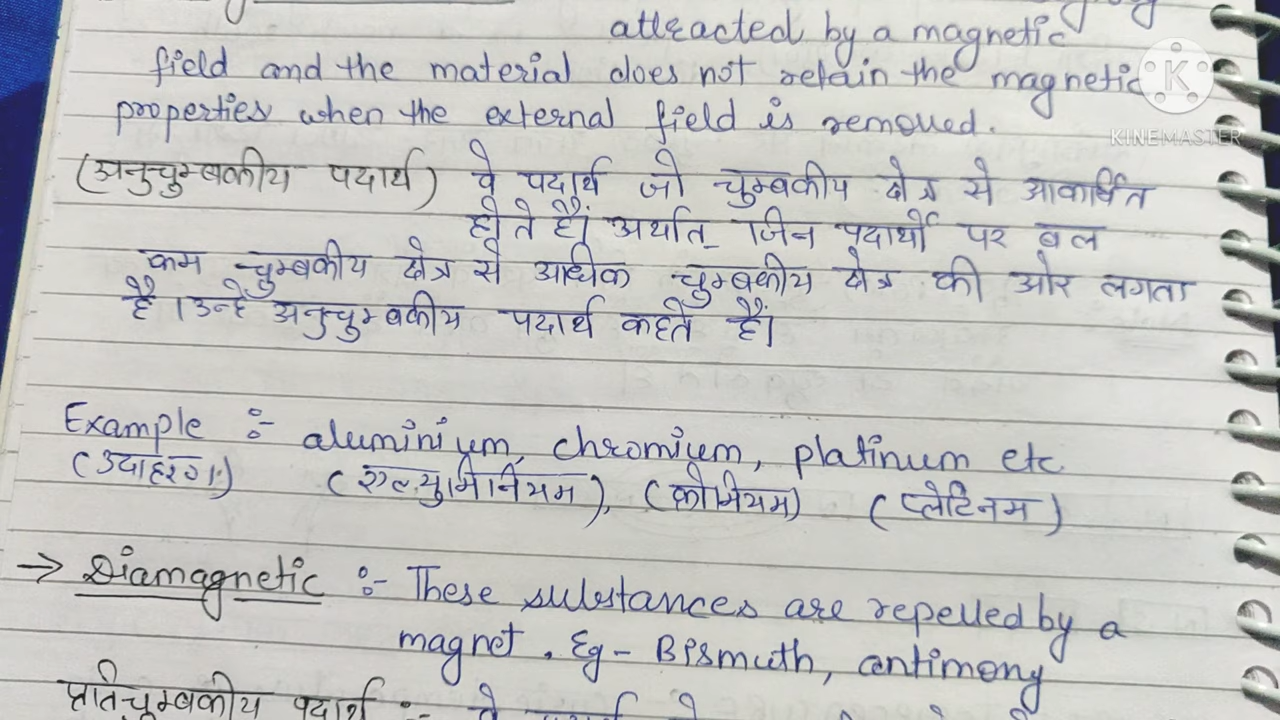 attracted by a magnetic
field and the material does not retain the magnetic
properties when the external field is removed.
(अनुचुम्बकीय पदार्थ) वे पदार्थ जो चुम्बकीय क्षेत्र से आकर्षित
होते हैं। अर्थात् जिन पदार्थों पर बल
कम चुम्बकीय क्षेत्र से अधिक चुम्बकीय क्षेत्र की ओर लगता
है। उन्हे अनुचुम्बकीय पदार्थ कहते हैं।
Example :- aluminium, chromium, platinum etc
(उदाहरण) (एल्युमिनियम), (क्रोमियम) (प्लेटिनम)
→ Diamagnetic :- These substances are repelled by a
magnet. Eg - Bismuth, antimony
प्रतिचुम्बकीय पदार्थ :- वे पदार्थ
K
KINEMASTER